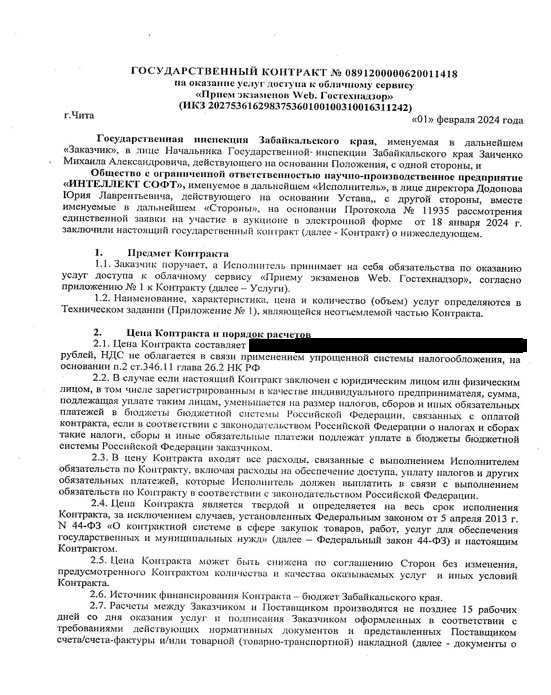 ГОСУДАРСТВЕННЫЙ КОНТРАКТ № 0891200000620011418
на оказание услуг доступа к облачному сервису
«Прием экзаменов Web. Гостехнадзор»
(ИКЗ 202753616298375360100100310016311242)
г.Чита «01» февраля 2024 года
Государственная инспекция Забайкальского края, именуемая в дальнейшем
«Заказчик», в лице Начальника Государственной инспекции Забайкальского края Заиченко
Михаила Александровича, действующего на основании Положения, с одной стороны, и
Общество с ограниченной ответственностью научно-производственное предприятие
«ИНТЕЛЛЕКТ СОФТ», именуемое в дальнейшем «Исполнитель», в лице директора Додонова
Юрия Лаврентьевича, действующего на основании Устава,, с другой стороны, вместе
именуемые в дальнейшем «Стороны», на основании Протокола № 11935 рассмотрения
единственной заявки на участие в аукционе в электронной форме от 18 января 2024 г.
заключили настоящий государственный контракт (далее - Контракт) о нижеследующем.
1. Предмет Контракта
1.1. Заказчик поручает, а Исполнитель принимает на себя обязательства по оказанию
услуг доступа к облачному сервису «Приему экзаменов Web. Гостехнадзор», согласно
приложению № 1 к Контракту (далее – Услуги).
1.2. Наименование, характеристика, цена и количество (объем) услуг определяются в
Техническом задании (Приложение № 1), являющейся неотъемлемой частью Контракта.
2. Цена Контракта и порядок расчетов
2.1. Цена Контракта составляет
рублей, НДС не облагается в связи применением упрощенной системы налогообложения, на
основании п.2 ст.346.11 глава 26.2 НК РФ
2.2. В случае если настоящий Контракт заключен с юридическим лицом или физическим
лицом, в том числе зарегистрированным в качестве индивидуального предпринимателя, сумма,
подлежащая уплате таким лицам, уменьшается на размер налогов, сборов и иных обязательных
платежей в бюджеты бюджетной системы Российской Федерации, связанных с оплатой
контракта, если в соответствии с законодательством Российской Федерации о налогах и сборах
такие налоги, сборы и иные обязательные платежи подлежат уплате в бюджеты бюджетной
системы Российской Федерации заказчиком.
2.3. В цену Контракта входят все расходы, связанные с выполнением Исполнителем
обязательств по Контракту, включая расходы на обеспечение доступа, уплату налогов и других
обязательных платежей, которые Исполнитель должен выплатить в связи с выполнением
обязательств по Контракту в соответствии с законодательством Российской Федерации.
2.4. Цена Контракта является твердой и определяется на весь срок исполнения
Контракта, за исключением случаев, установленных Федеральным законом от 5 апреля 2013 г.
N 44-ФЗ «О контрактной системе в сфере закупок товаров, работ, услуг для обеспечения
государственных и муниципальных нужд» (далее – Федеральный закон 44-ФЗ) и настоящим
Контрактом.
2.5. Цена Контракта может быть снижена по соглашению Сторон без изменения,
предусмотренного Контрактом количества и качества оказываемых услуг и иных условий
Контракта.
2.6. Источник финансирования Контракта – бюджет Забайкальского края.
2.7. Расчеты между Заказчиком и Поставщиком производятся не позднее 15 рабочих
дней со дня оказания услуг и подписания Заказчиком оформленных в соответствии с
требованиями действующих нормативных документов и представленных Поставщиком
счета/счета-фактуры и/или товарной (товарно-транспортной) накладной (далее - документы о